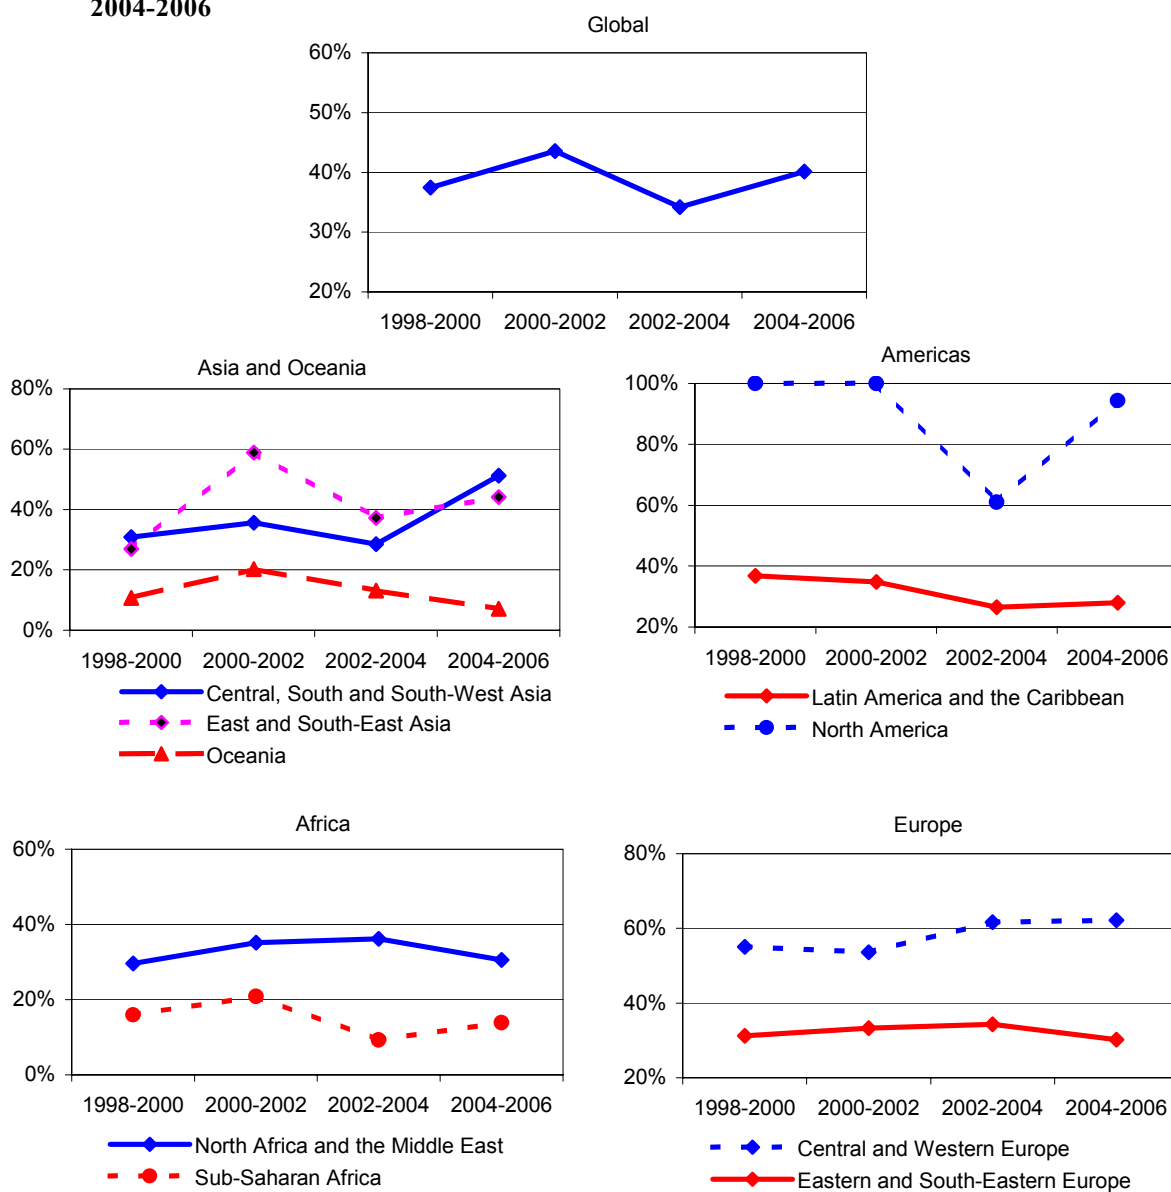 2004-2006
Global
60%
50%
40%
30%
20%
1998-2000 2000-2002 2002-2004 2004-2006
Asia and Oceania
80%
60%
40%
20%
0%
1998-2000 2000-2002 2002-2004 2004-2006
Central, South and South-West Asia
East and South-East Asia
Oceania
Americas
100%
80%
60%
40%
20%
1998-2000 2000-2002 2002-2004 2004-2006
Latin America and the Caribbean
North America
Africa
60%
40%
20%
0%
1998-2000 2000-2002 2002-2004 2004-2006
North Africa and the Middle East
Sub-Saharan Africa
Europe
80%
60%
40%
20%
1998-2000 2000-2002 2002-2004 2004-2006
Central and Western Europe
Eastern and South-Eastern Europe